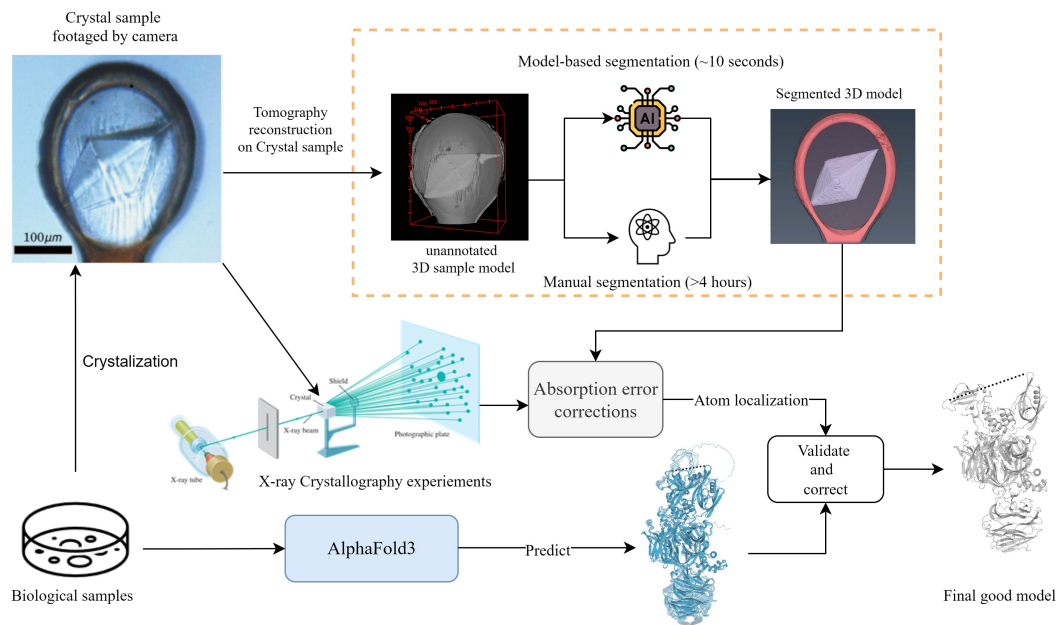 Crystal sample
footaged by camera
100μm
Tomography
reconstruction
on Crystal sample
Model-based segmentation (~10 seconds)
AI
unannotated
3D sample model
Manual segmentation (>4 hours)
Segmented 3D model
Crystalization
Shield
Crystal
X-ray beam
Photographic plate
X-ray tube
X-ray Crystallography experiements
Absorption error
corrections
Atom localization
Validate
and
correct
Biological samples
AlphaFold3
Predict
Final good model